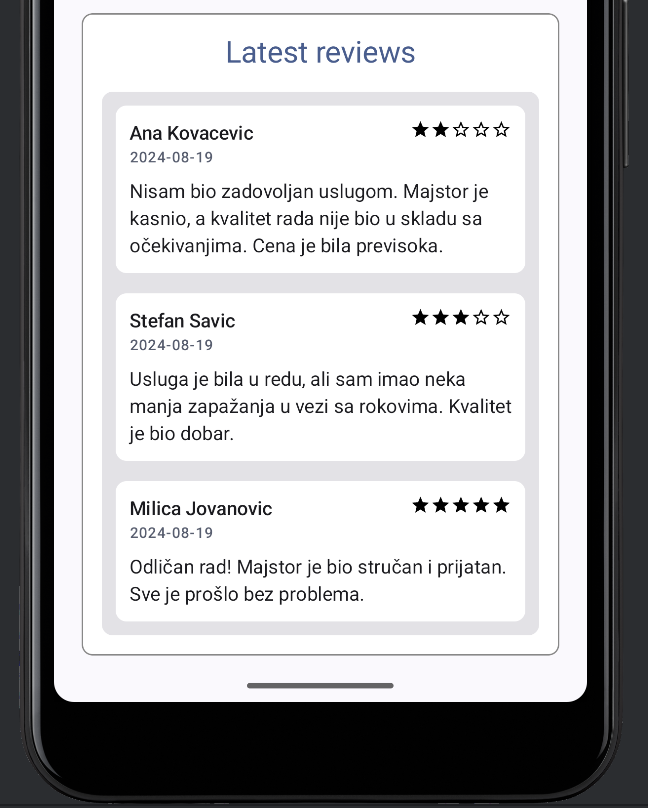 Latest reviews
Ana Kovacevic
2024-08-19
Nisam bio zadovoljan uslugom. Majstor je
kasnio, a kvalitet rada nije bio u skladu sa
očekivanjima. Cena je bila previsoka.
Stefan Savic
2024-08-19
Usluga je bila u redu, ali sam imao neka
manja zapažanja u vezi sa rokovima. Kvalitet
je bio dobar.
Milica Jovanovic
2024-08-19
Odličan rad! Majstor je bio stručan i prijatan.
Sve je prošlo bez problema.